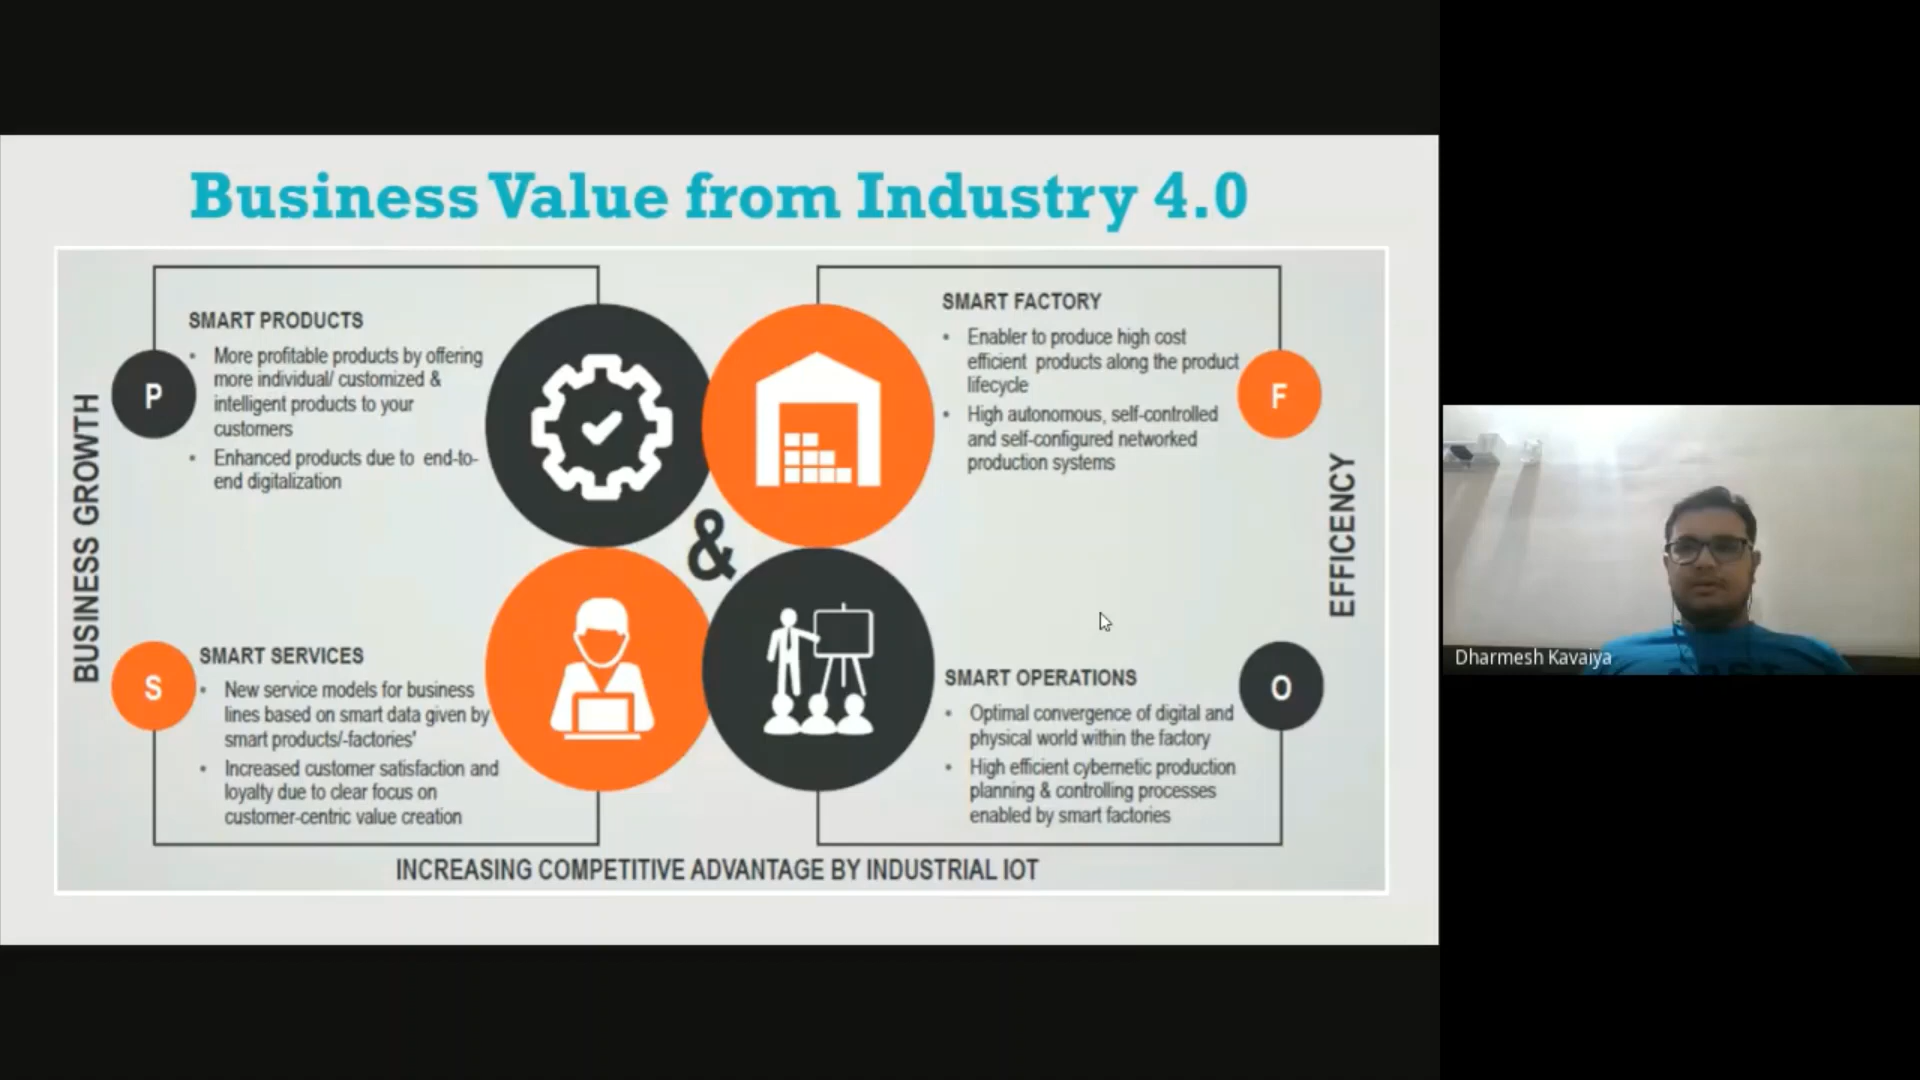 Business Value from Industry 4.0
SMART PRODUCTS
• More profitable products by offering
more individual/ customized &
intelligent products to your
customers
• Enhanced products due to end-to-
end digitalization
P
BUSINESS GROWTH
S
SMART SERVICES
• New service models for business
lines based on smart data given by
smart products/-factories'
• Increased customer satisfaction and
loyalty due to clear focus on
customer-centric value creation
&
SMART FACTORY
• Enabler to produce high cost
efficient products along the product
lifecycle
• High autonomous, self-controlled
and self-configured networked
production systems
F
EFFICENCY
O
SMART OPERATIONS
• Optimal convergence of digital and
physical world within the factory
• High efficient cybernetic production
planning & controlling processes
enabled by smart factories
INCREASING COMPETITIVE ADVANTAGE BY INDUSTRIAL IOT
Dharmesh Kavaiya